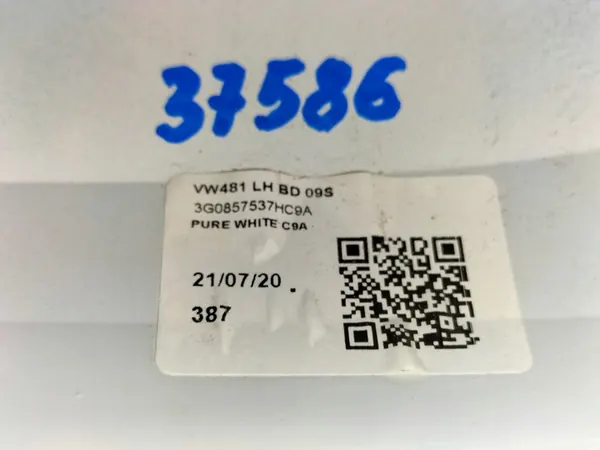 37586
VW481 LH BD 09S
3G0857537HC9A
PURE WHITE C9A
21/07/20 .
387